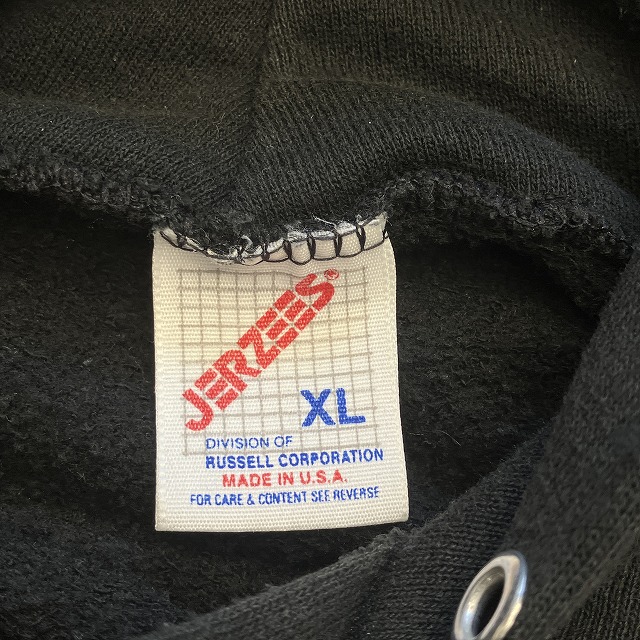 JERZEES®
XL
DIVISION OF
RUSSELL CORPORATION
MADE IN U.S.A.
FOR CARE & CONTENT SEE REVERSE